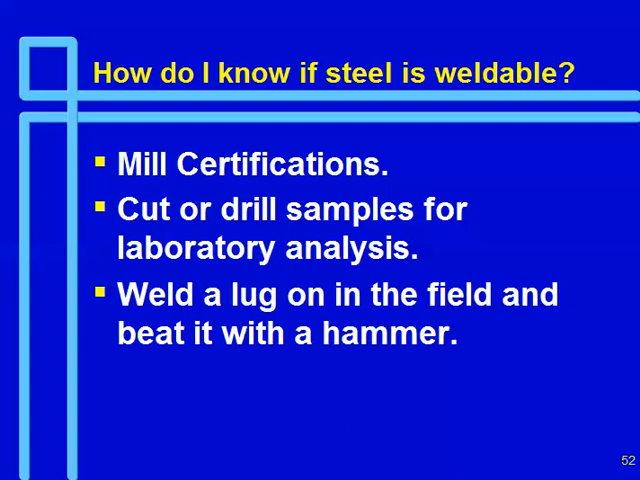 How do I know if steel is weldable?
Mill Certifications.
Cut or drill samples for
laboratory analysis.
Weld a lug on in the field and
beat it with a hammer.
52